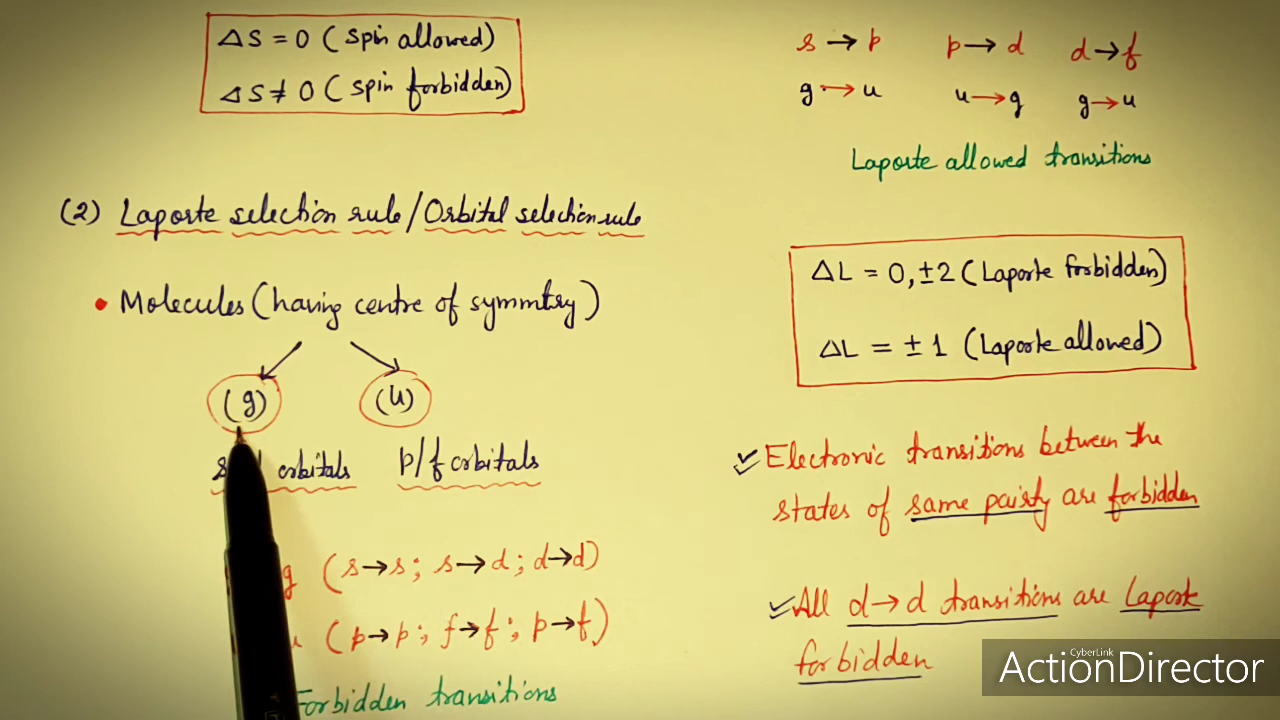 ΔS = 0 ( spin allowed)
ΔS ≠ 0 ( spin forbidden)
(2) Laporte selection rule/Orbital selection rule
• Molecules (having centre of symmtry)
(g) (u)
orbitals p/f orbitals
g (s→s; s→d; d→d)
(p→p; f→f; p→f)
Forbidden transitions
s → p p → d d → f
g → u u → g g → u
Laporte allowed transitions
ΔL = 0, ±2 (Laporte forbidden)
ΔL = ± 1 (Laporte allowed)
✓Electronic transitions between the
states of same parity are forbidden
✓All d→d transitions are Laport
forbidden
CyberLink
ActionDirector